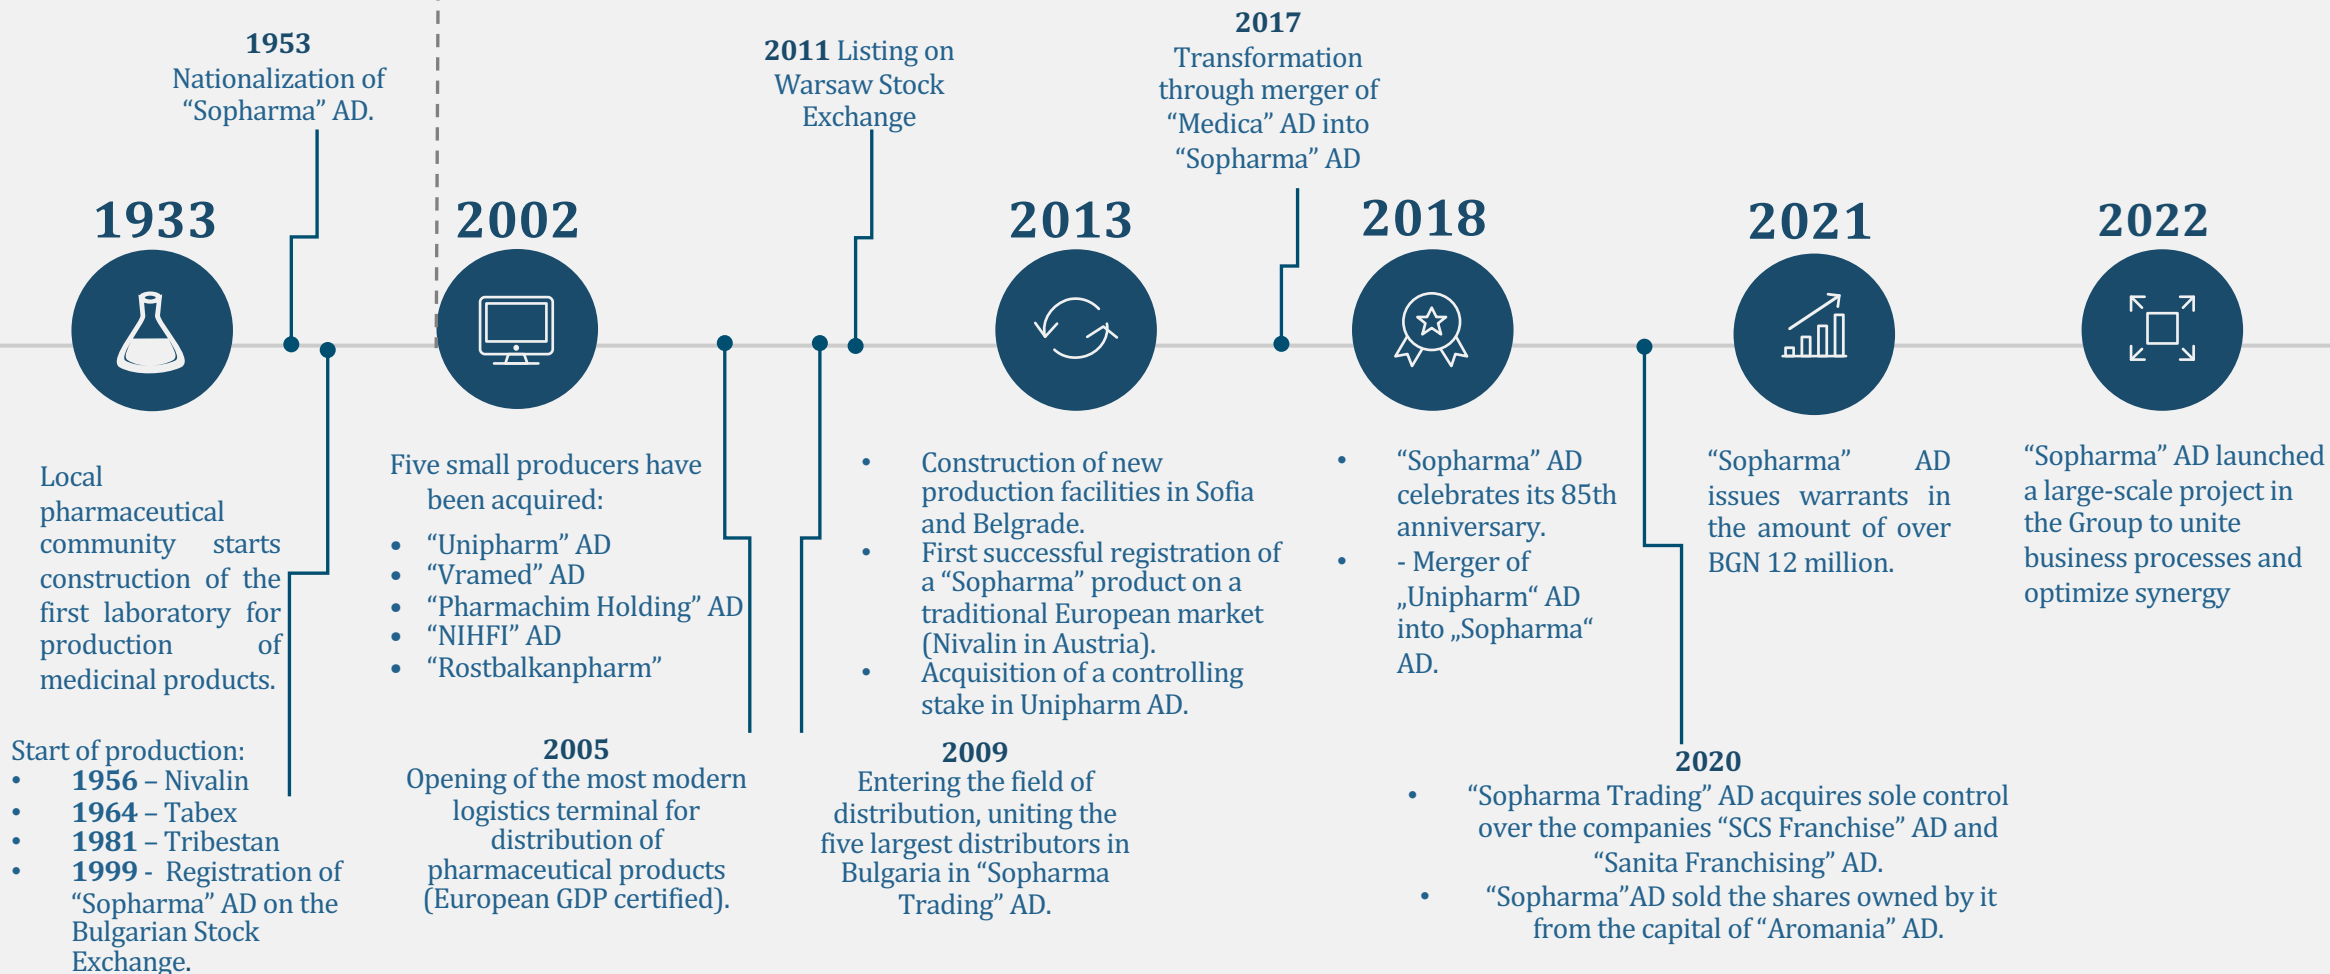 1953
Nationalization of
“Sopharma” AD.
2011 Listing on
Warsaw Stock
Exchange
2017
Transformation
through merger of
“Medica” AD into
“Sopharma” AD
1933
Local
pharmaceutical
community starts
construction of the
first laboratory for
production of
medicinal products.
Start of production:
• 1956 – Nivalin
• 1964 – Tabex
• 1981 – Tribestan
• 1999 - Registration of
“Sopharma” AD on the
Bulgarian Stock
Exchange.
2002
Five small producers have
been acquired:
• “Unipharm” AD
• “Vramed” AD
• “Pharmachim Holding” AD
• “NIHFI” AD
• “Rostbalkanpharm”
2005
Opening of the most modern
logistics terminal for
distribution of
pharmaceutical products
(European GDP certified).
2009
Entering the field of
distribution, uniting the
five largest distributors in
Bulgaria in “Sopharma
Trading” AD.
2013
• Construction of new
production facilities in Sofia
and Belgrade.
• First successful registration of
a “Sopharma” product on a
traditional European market
(Nivalin in Austria).
• Acquisition of a controlling
stake in Unipharm AD.
2018
• “Sopharma” AD
celebrates its 85th
anniversary.
• - Merger of
„Unipharm“ AD
into „Sopharma“
AD.
2020
• “Sopharma Trading” AD acquires sole control
over the companies “SCS Franchise” AD and
“Sanita Franchising” AD.
• “Sopharma”AD sold the shares owned by it
from the capital of “Aromania” AD.
2021
“Sopharma” AD
issues warrants in
the amount of over
BGN 12 million.
2022
“Sopharma” AD launched
a large-scale project in
the Group to unite
business processes and
optimize synergy